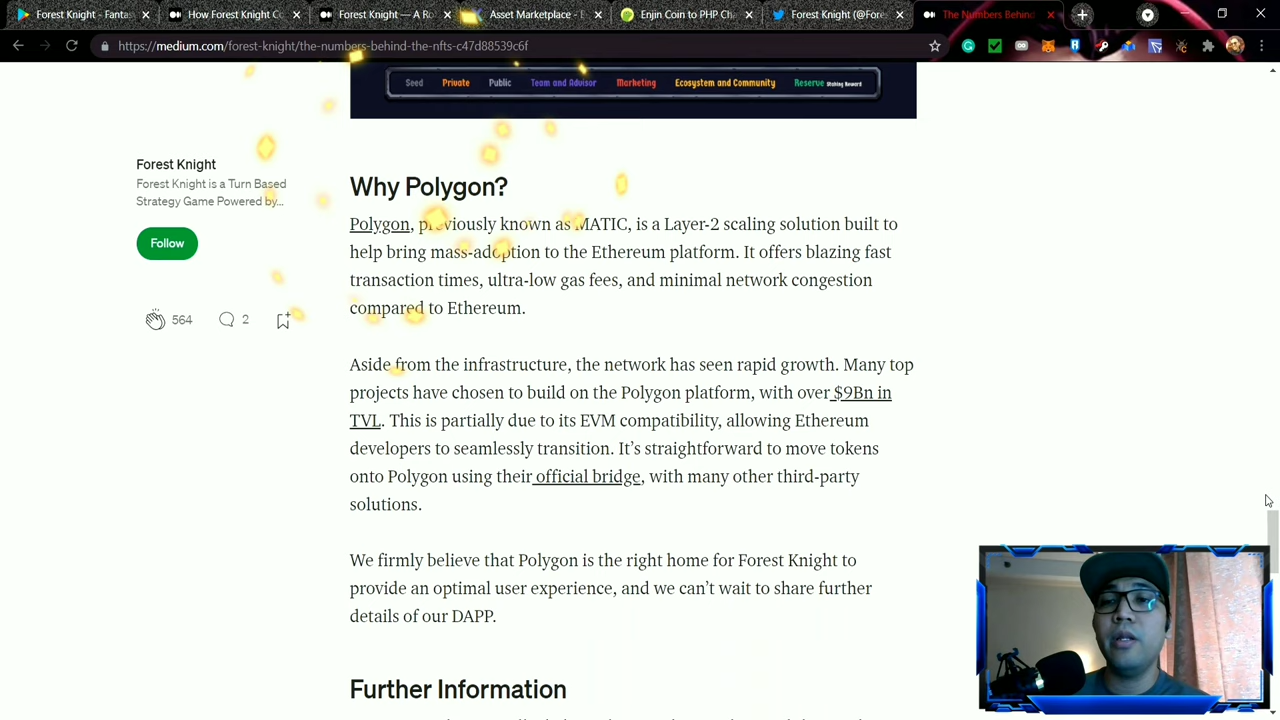 Forest Knight - Fantas
How Forest Knight C
Forest Knight — A Ro
Asset Marketplace - E
Enjin Coin to PHP Cha
Forest Knight (@Fore
The Numbers Behind
https://medium.com/forest-knight/the-numbers-behind-the-nfts-c47d88539c6f
Seed Private Public Team and Advisor Marketing Ecosystem and Community Reserve Staking Reward
Forest Knight
Forest Knight is a Turn Based
Strategy Game Powered by...
Follow
564 2
Why Polygon?
Polygon, previously known as MATIC, is a Layer-2 scaling solution built to
help bring mass-adoption to the Ethereum platform. It offers blazing fast
transaction times, ultra-low gas fees, and minimal network congestion
compared to Ethereum.
Aside from the infrastructure, the network has seen rapid growth. Many top
projects have chosen to build on the Polygon platform, with over $9Bn in
TVL. This is partially due to its EVM compatibility, allowing Ethereum
developers to seamlessly transition. It’s straightforward to move tokens
onto Polygon using their official bridge, with many other third-party
solutions.
We firmly believe that Polygon is the right home for Forest Knight to
provide an optimal user experience, and we can’t wait to share further
details of our DAPP.
Further Information